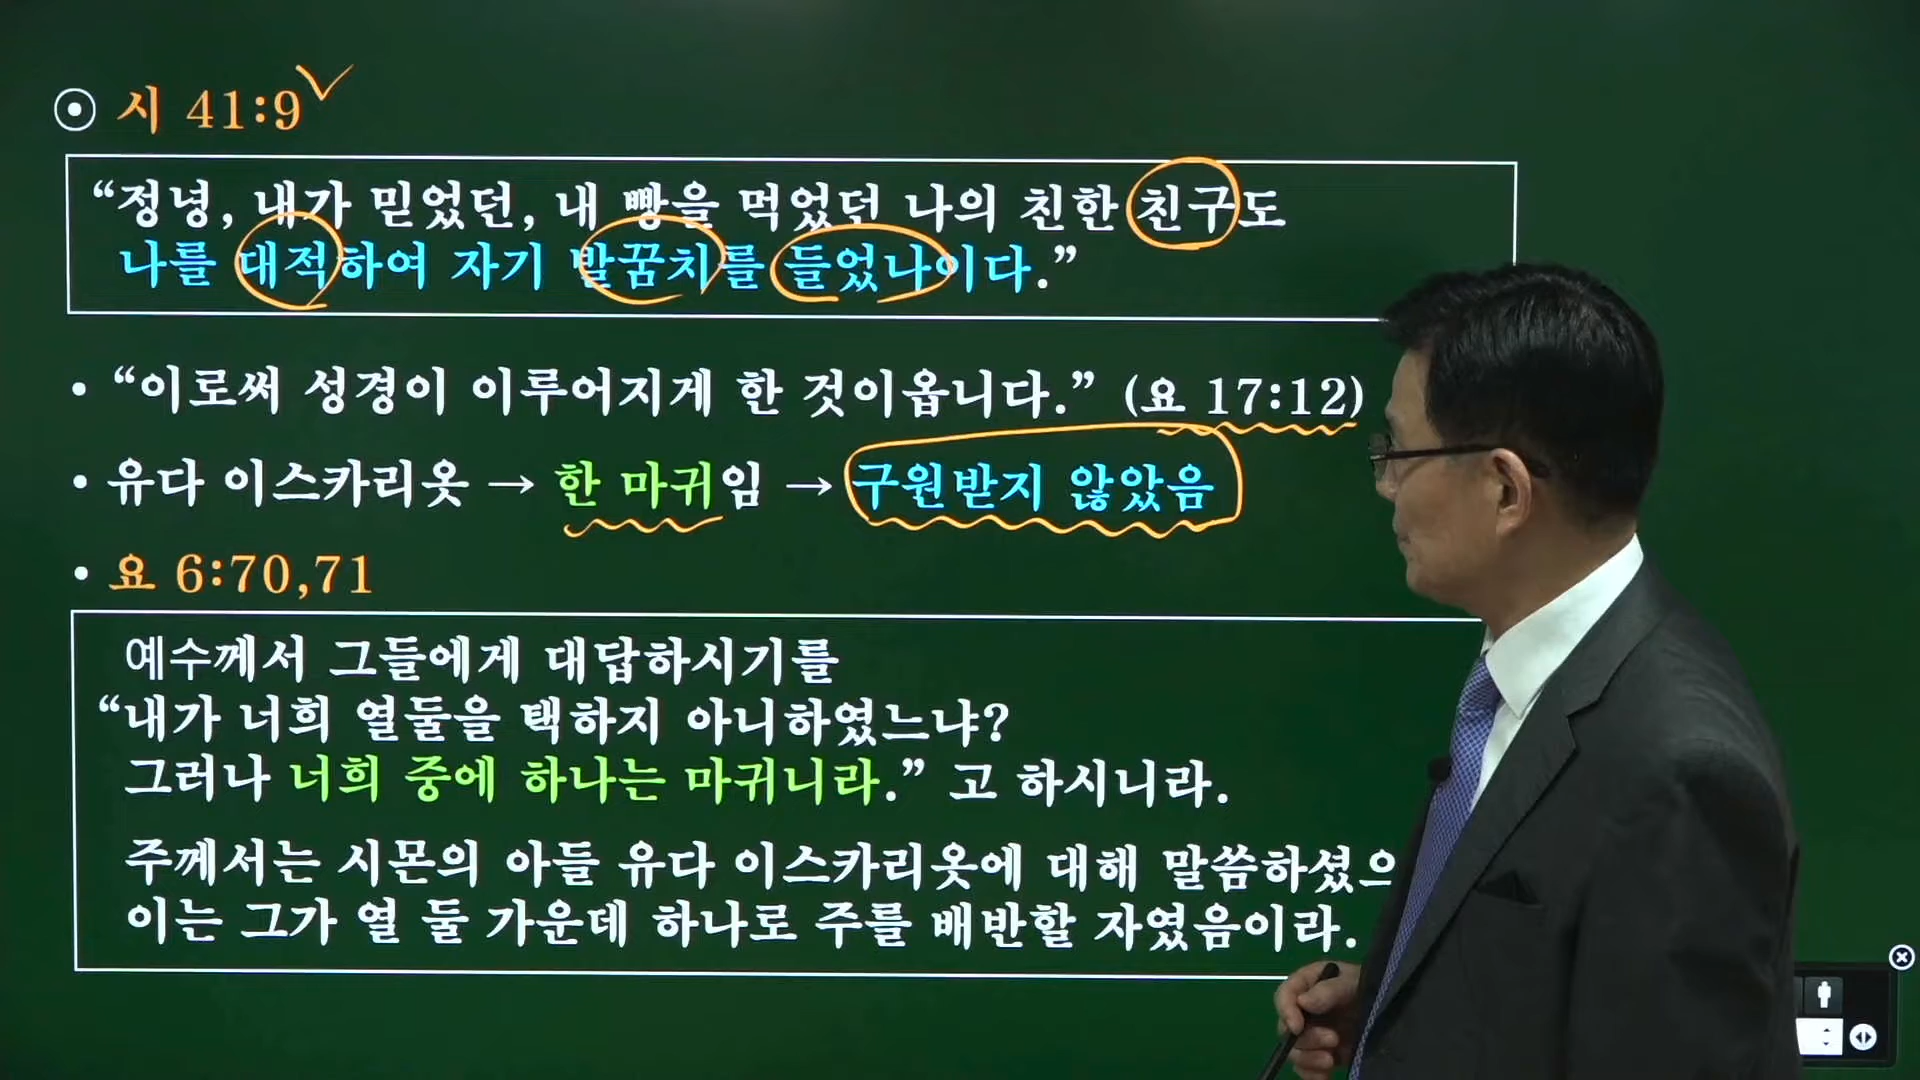 ⊙ 시 41:9
“정녕, 내가 믿었던, 내 빵을 먹었던 나의 친한 친구도
나를 대적하여 자기 발꿈치를 들었나이다.”
• “이로써 성경이 이루어지게 한 것이옵니다.” (요 17:12)
• 유다 이스카리옷 → 한 마귀임 → 구원받지 않았음
• 요 6:70,71
예수께서 그들에게 대답하시기를
“내가 너희 열둘을 택하지 아니하였느냐?
그러나 너희 중에 하나는 마귀니라.” 고 하시니라.
주께서는 시몬의 아들 유다 이스카리옷에 대해 말씀하셨으
이는 그가 열 둘 가운데 하나로 주를 배반할 자였음이라.